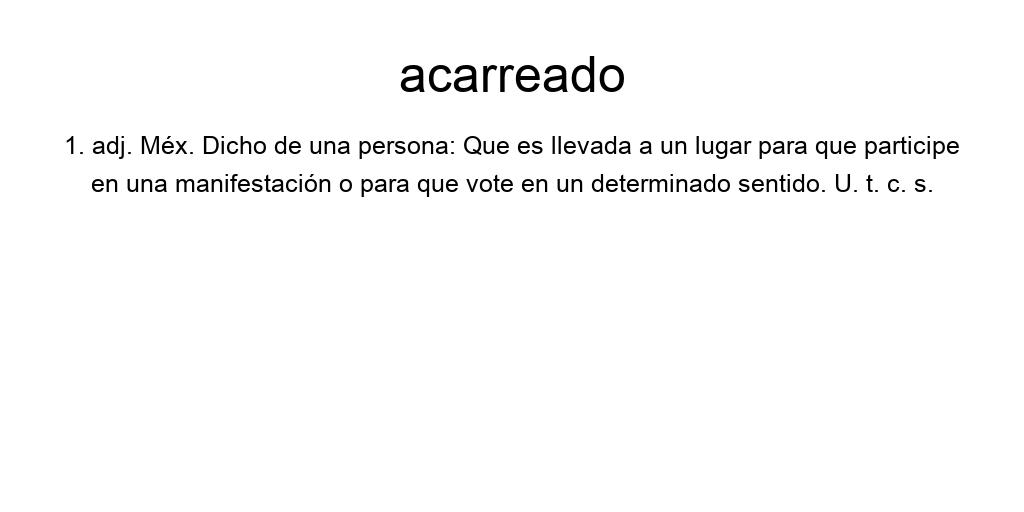 acarreado
1. adj. Méx. Dicho de una persona: Que es llevada a un lugar para que participe
en una manifestación o para que vote en un determinado sentido. U. t. c. s.